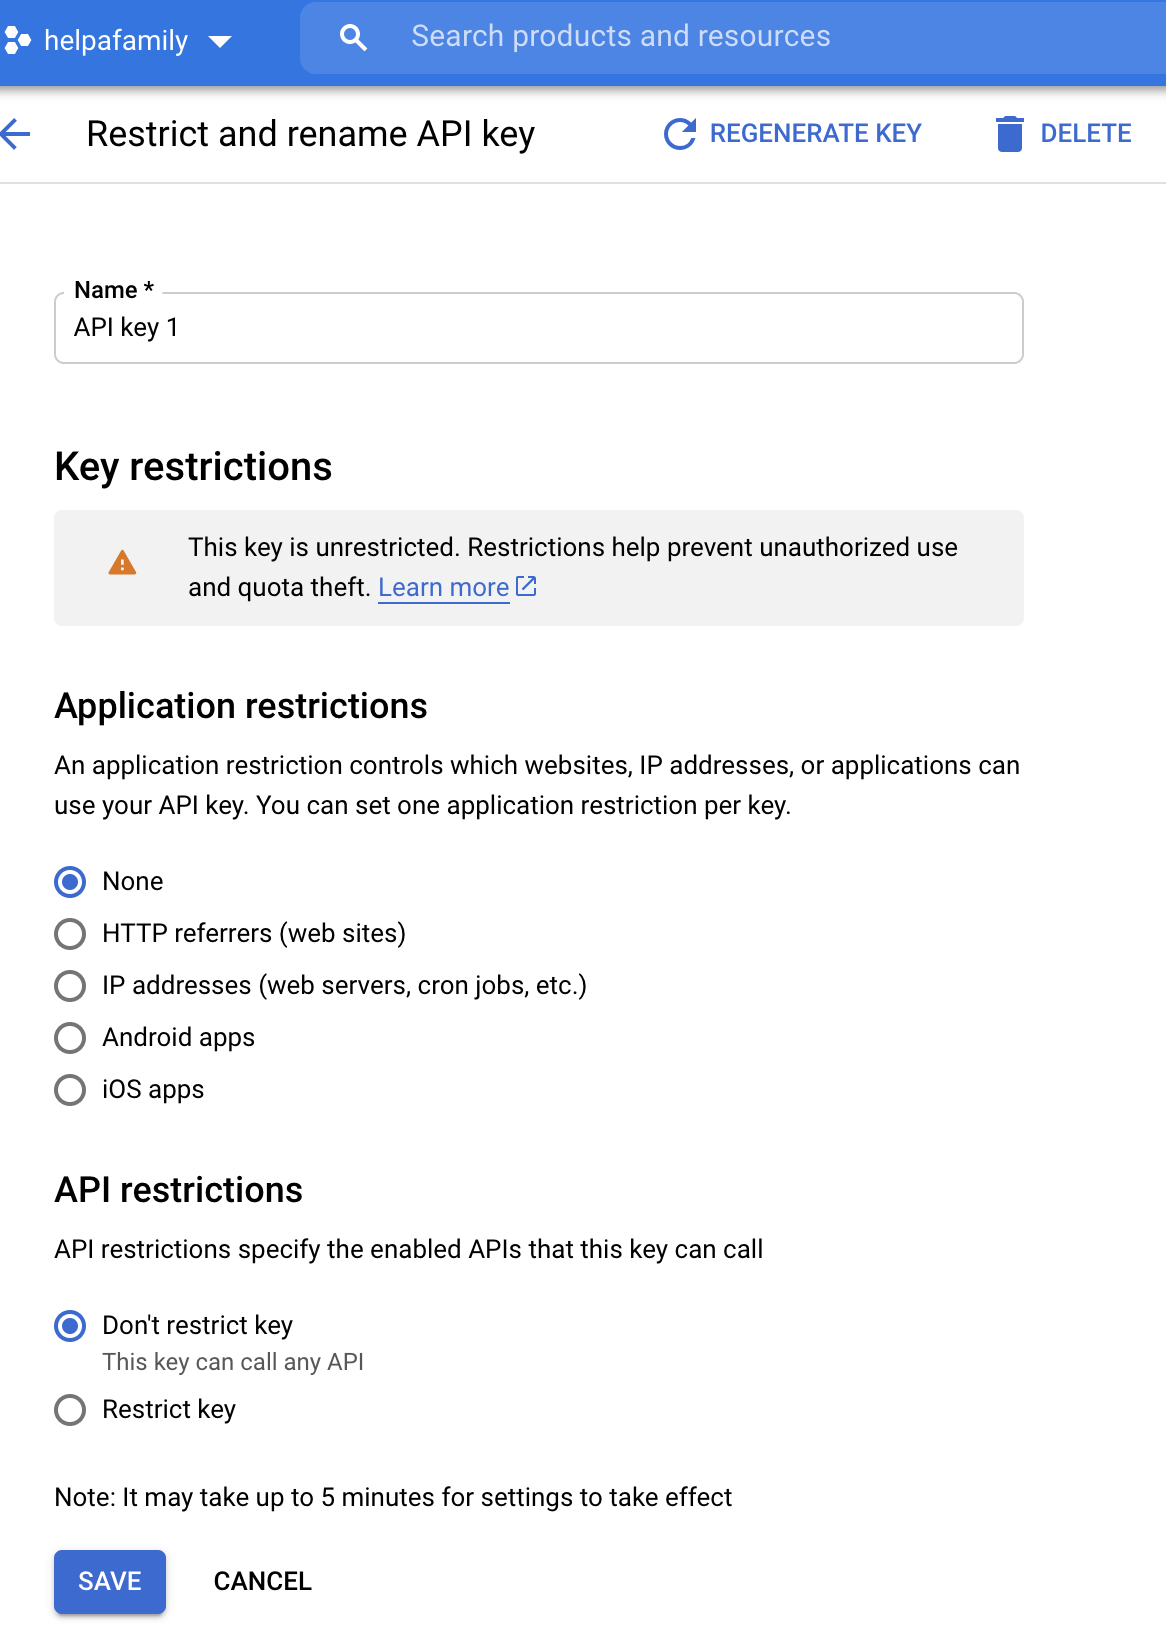 helpafamily
Search products and resources
Restrict and rename API key
REGENERATE KEY
DELETE
Name *
API key 1
Key restrictions
This key is unrestricted. Restrictions help prevent unauthorized use
and quota theft. Learn more
Application restrictions
An application restriction controls which websites, IP addresses, or applications can
use your API key. You can set one application restriction per key.
None
HTTP referrers (web sites)
IP addresses (web servers, cron jobs, etc.)
Android apps
iOS apps
API restrictions
API restrictions specify the enabled APIs that this key can call
Don't restrict key
This key can call any API
Restrict key
Note: It may take up to 5 minutes for settings to take effect
SAVE
CANCEL